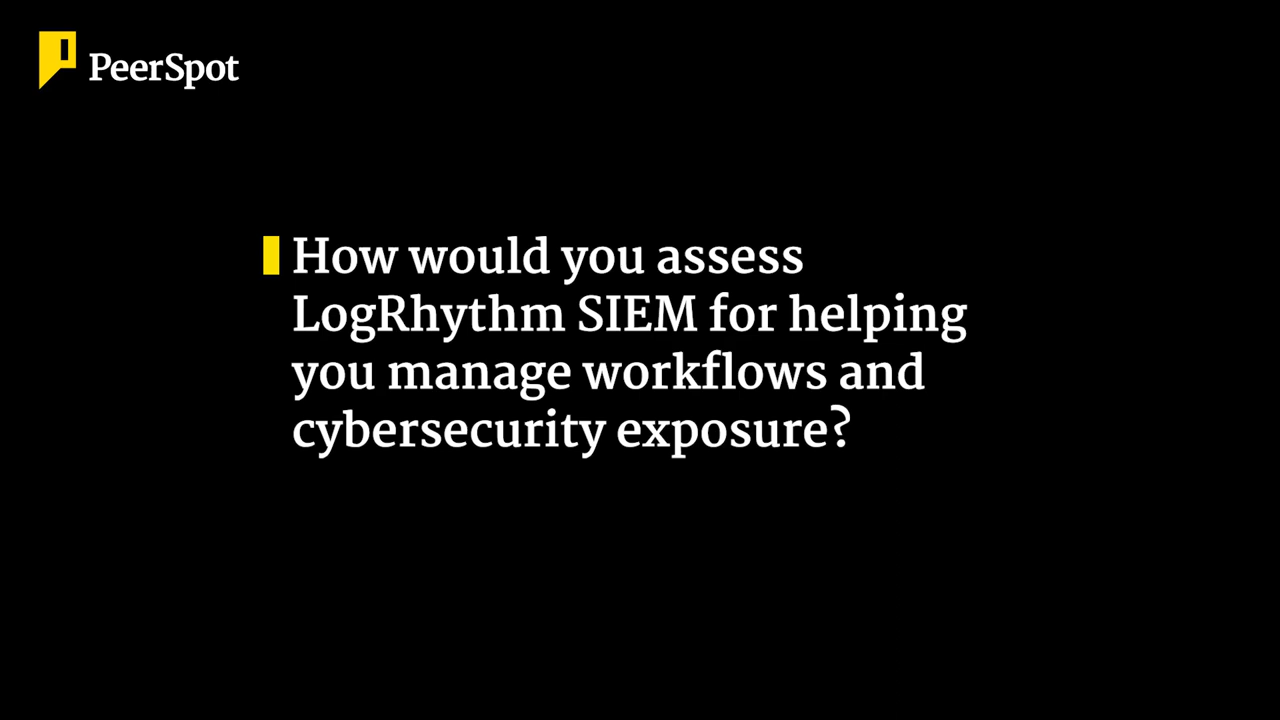 PeerSpot
How would you assess
LogRhythm SIEM for helping
you manage workflows and
cybersecurity exposure?